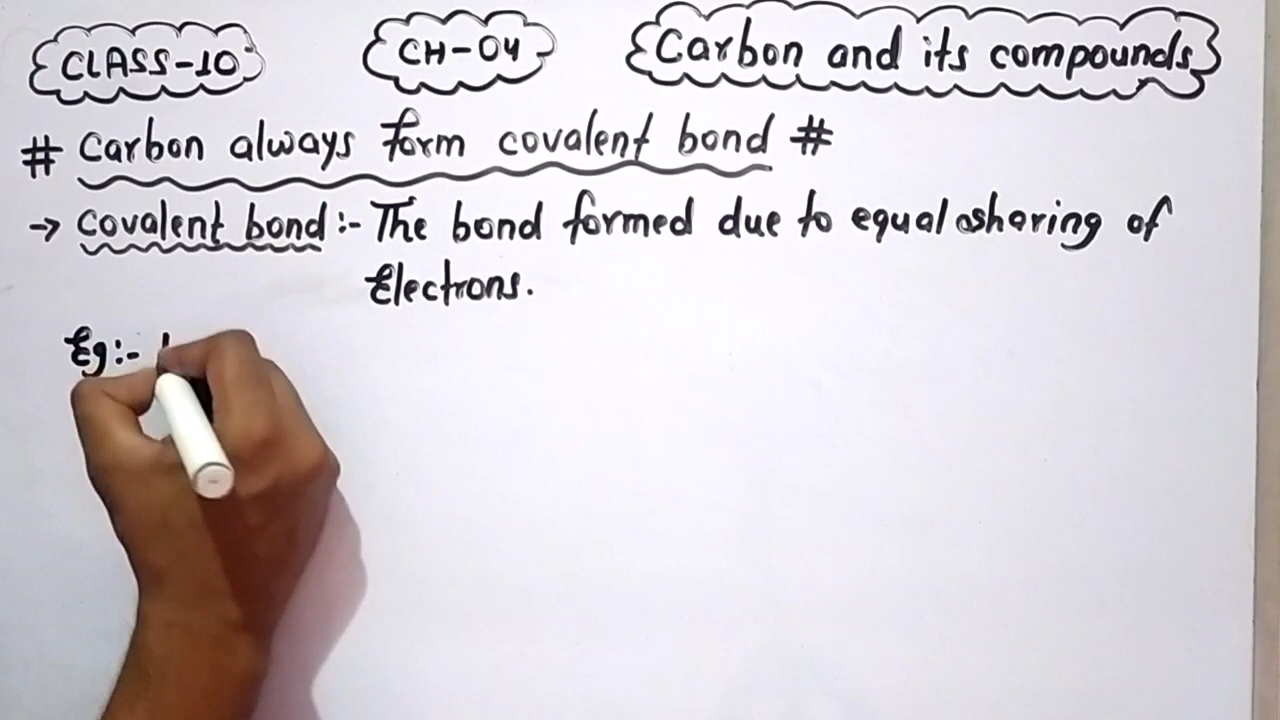 CLASS-10 CH-04 Carbon and its compounds
# Carbon always form covalent bond #
→ Covalent bond :- The bond formed due to equal sharing of
Electrons.
Eg:-